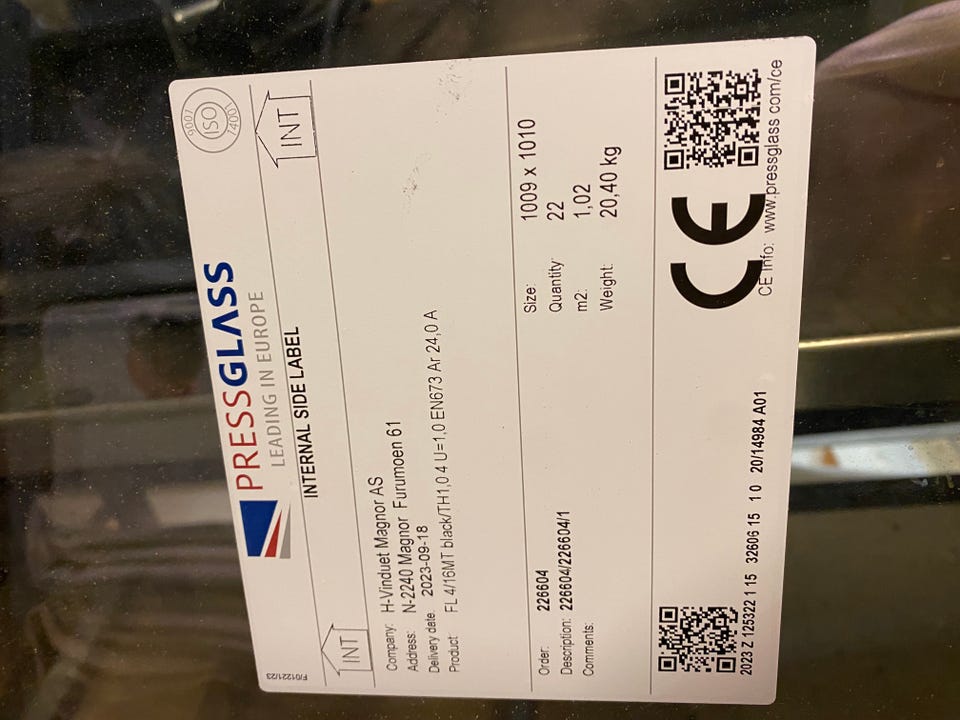 PRESSGLASS
LEADING IN EUROPE
9001 ISO 14001
INTERNAL SIDE LABEL
INT
INT
F/01221/23
Company: H-Vinduet Magnor AS
Address: N-2240 Magnor Furumoen 61
Delivery date: 2023-09-18
Product: FL 4/16MT black/TH1,0 4 U=1,0 EN673 Ar 24,0 A
Order: 226604
Description: 226604/226604/1
Comments:
Size: 1009 x 1010
Quantity: 22
m2: 1,02
Weight: 20,40 kg
2023 Z 125322 1 15 32606 15 1 0 20/14984 A01
CE
CE Info: www.pressglass.com/ce